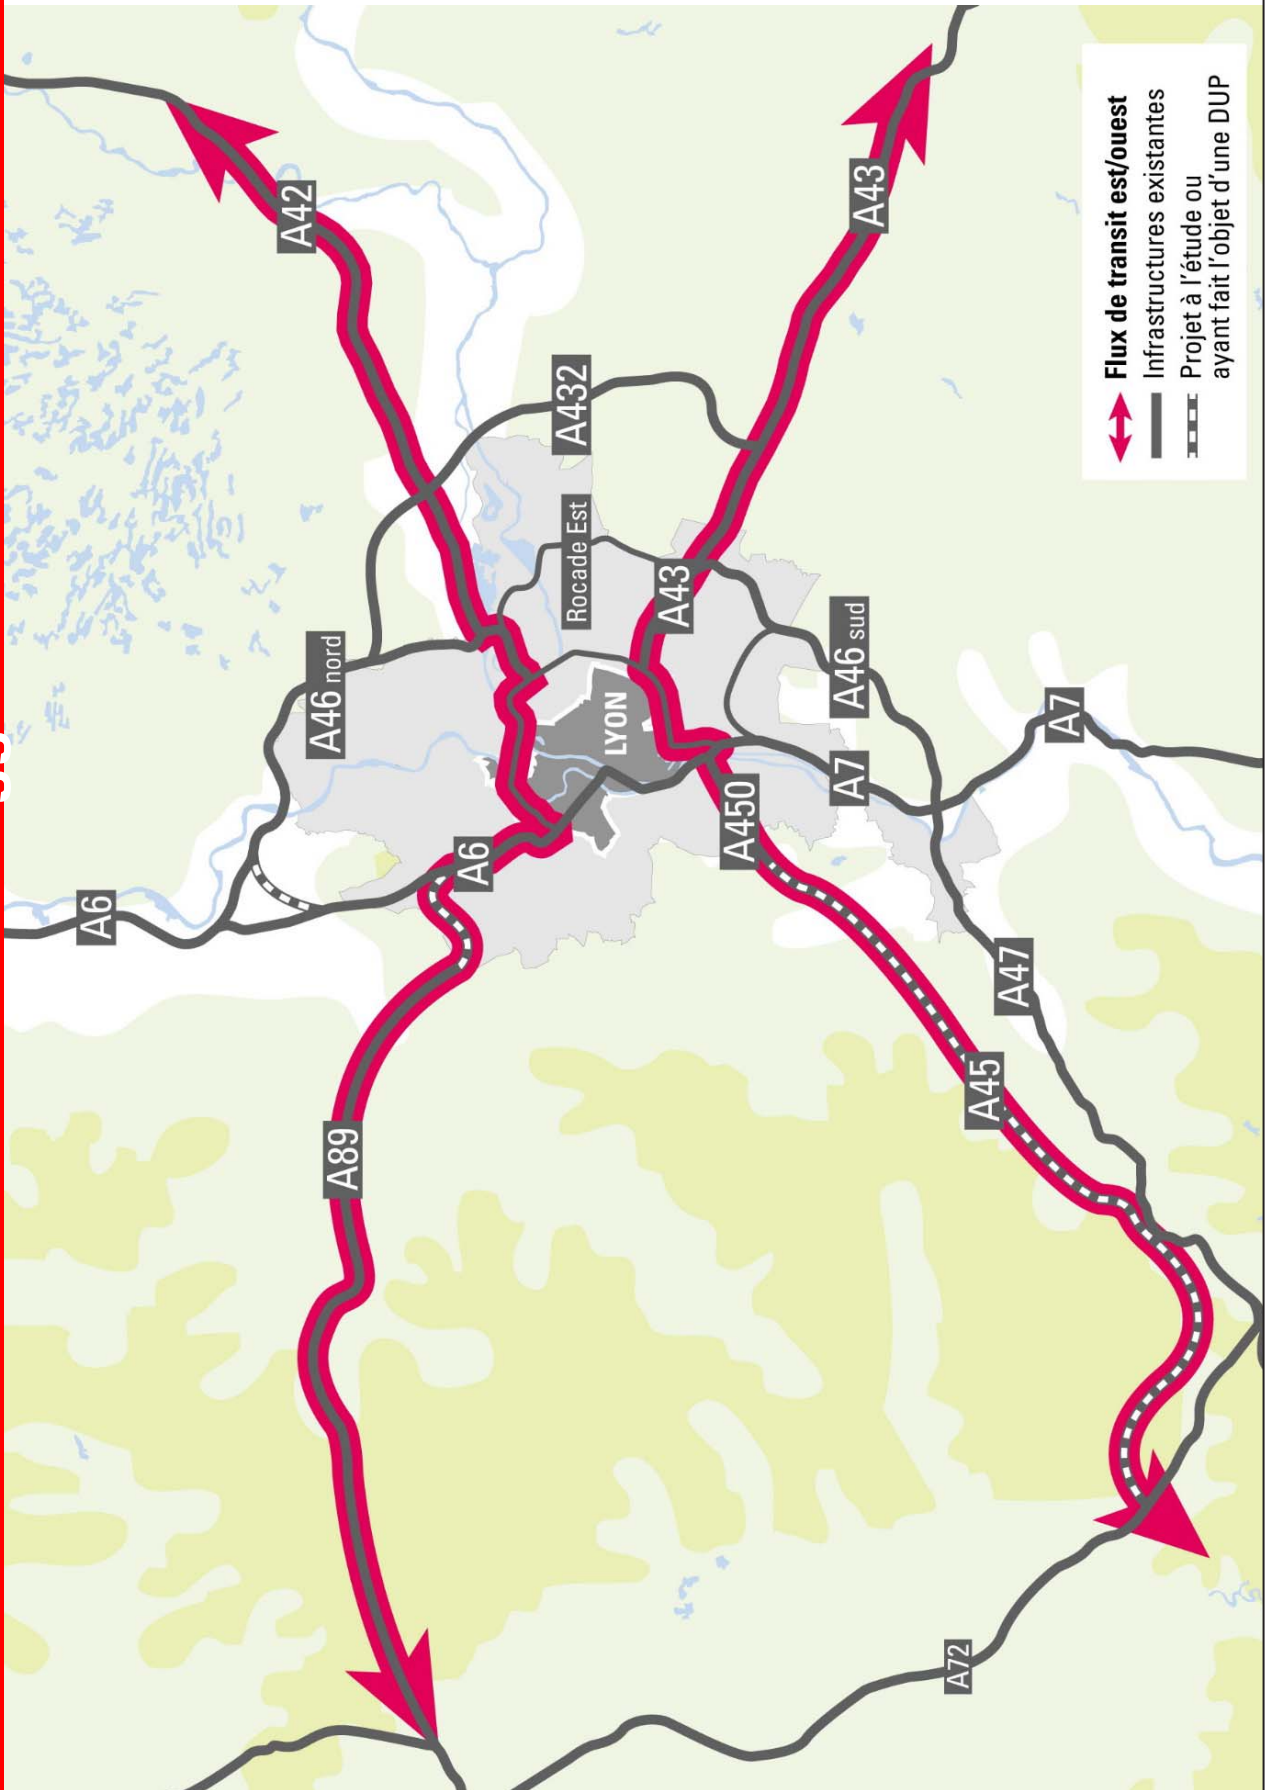 A6
A42
A46 nord
A89
A6
A432
Rocade Est
LYON
A43
A450
A7
A46 sud
A43
A72
A45
A47
A7
Flux de transit est/ouest
Infrastructures existantes
Projet à l'étude ou
ayant fait l'objet d'une DUP